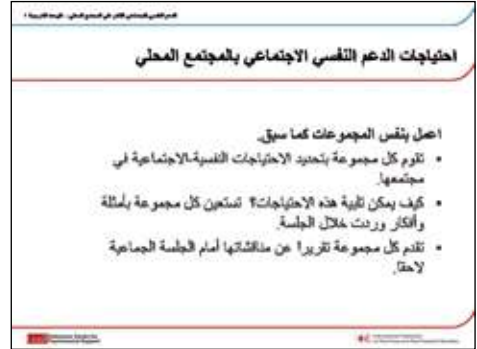 احتياجات الدعم النفسي الاجتماعي بالمجتمع المحلي
اعمل بنفس المجموعات كما سبق.
• تقوم كل مجموعة بتحديد الاحتياجات النفسية-الاجتماعية في
مجتمعها.
• كيف يمكن تلبية هذه الاحتياجات؟ تستعين كل مجموعة بأمثلة
وأفكار وردت خلال الجلسة.
• تقدم كل مجموعة تقريرا عن مناقشاتها أمام الجلسة الجماعية
لاحقا.